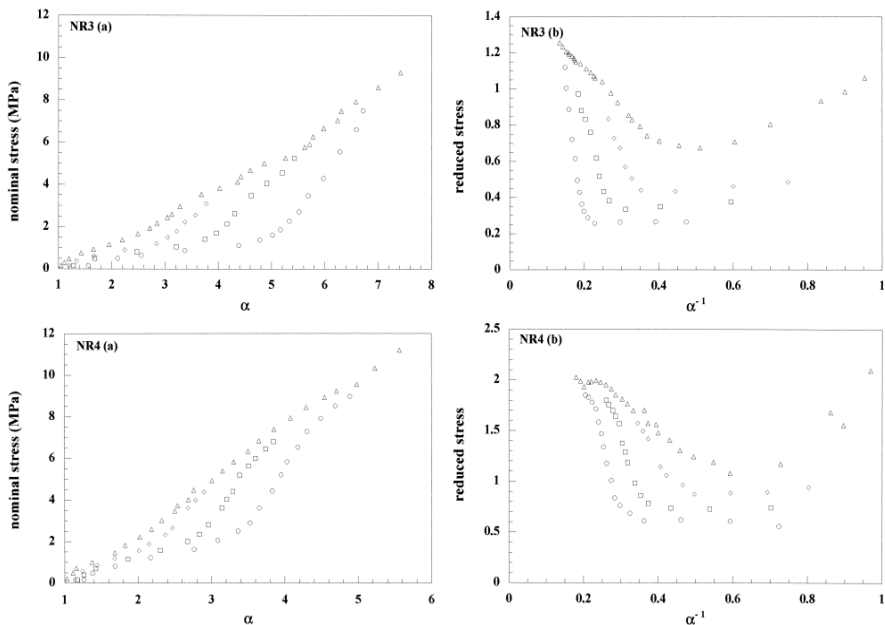 NR3 (a)
nominal stress (MPa)
12
10
8
6
4
2
0
1 2 3 4 5 6 7 8
α
NR3 (b)
reduced stress
1.4
1.2
1
0.8
0.6
0.4
0.2
0
0 0.2 0.4 0.6 0.8 1
α⁻¹
NR4 (a)
nominal stress (MPa)
12
10
8
6
4
2
0
1 2 3 4 5 6
α
NR4 (b)
reduced stress
2.5
2
1.5
1
0.5
0
0 0.2 0.4 0.6 0.8 1
α⁻¹